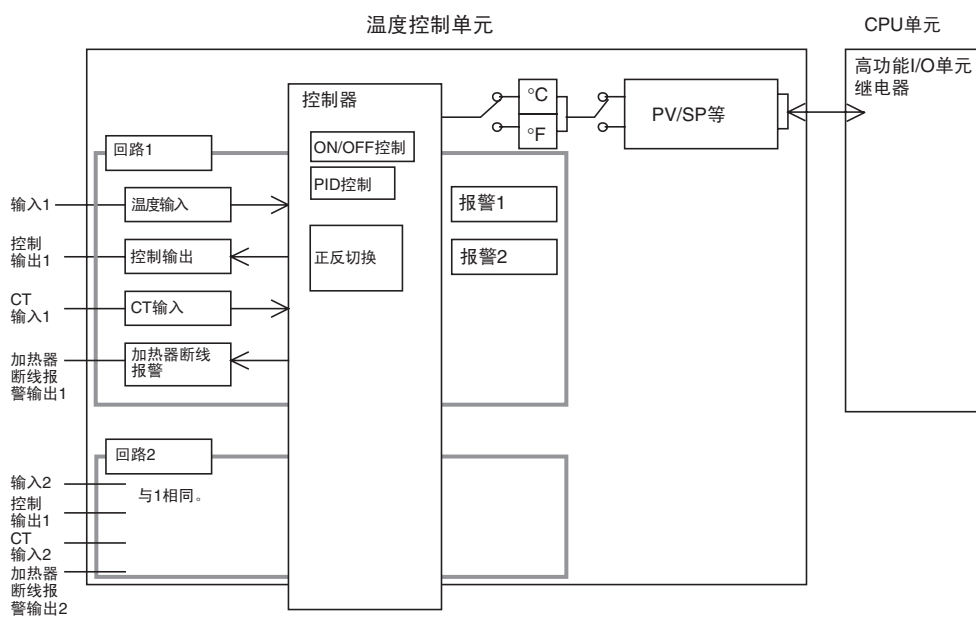 温度控制单元
CPU单元
高功能I/O单元
继电器
控制器
°C
°F
PV/SP等
ON/OFF控制
PID控制
正反切换
回路1
输入1
温度输入
报警1
控制
输出1
控制输出
报警2
CT
输入1
CT输入
加热器
断线报
警输出1
加热器断线
报警
回路2
与1相同。
输入2
控制
输出1
CT
输入2
加热器
断线报
警输出2